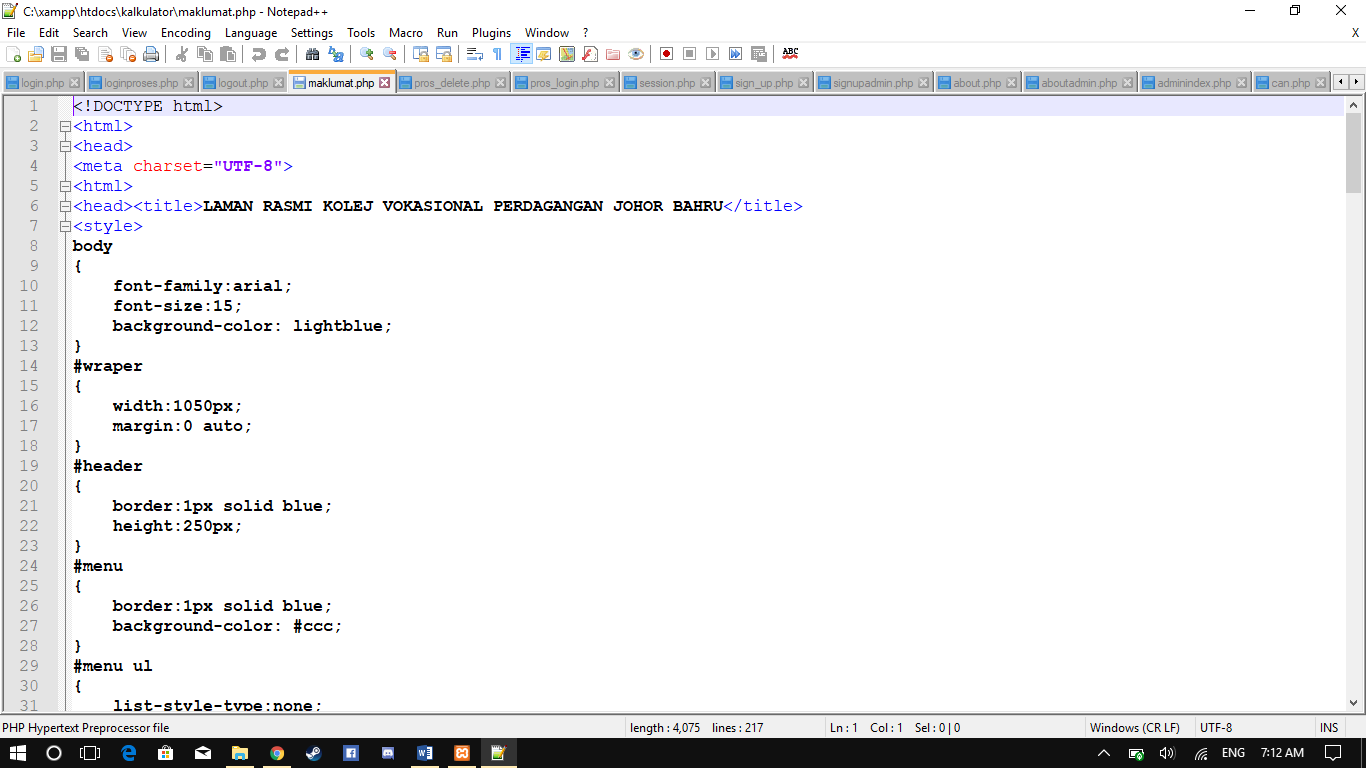 C:\xampp\htdocs\kalkulator\maklumat.php - Notepad++
File Edit Search View Encoding Language Settings Tools Macro Run Plugins Window ? X
login.php loginproses.php logout.php maklumat.php pros_delete.php pros_login.php session.php sign_up.php signupadmin.php about.php aboutadmin.php adminindex.php can.php
1 <!DOCTYPE html>
2 <html>
3 <head>
4 <meta charset="UTF-8">
5 <html>
6 <head><title>LAMAN RASMI KOLEJ VOKASIONAL PERDAGANGAN JOHOR BAHRU</title>
7 <style>
8 body
9 {
10 font-family:arial;
11 font-size:15;
12 background-color: lightblue;
13 }
14 #wraper
15 {
16 width:1050px;
17 margin:0 auto;
18 }
19 #header
20 {
21 border:1px solid blue;
22 height:250px;
23 }
24 #menu
25 {
26 border:1px solid blue;
27 background-color: #ccc;
28 }
29 #menu ul
30 {
31 list-style-type:none;
PHP Hypertext Preprocessor file length : 4,075 lines : 217 Ln : 1 Col : 1 Sel : 0 | 0 Windows (CR LF) UTF-8 INS
ENG 7:12 AM